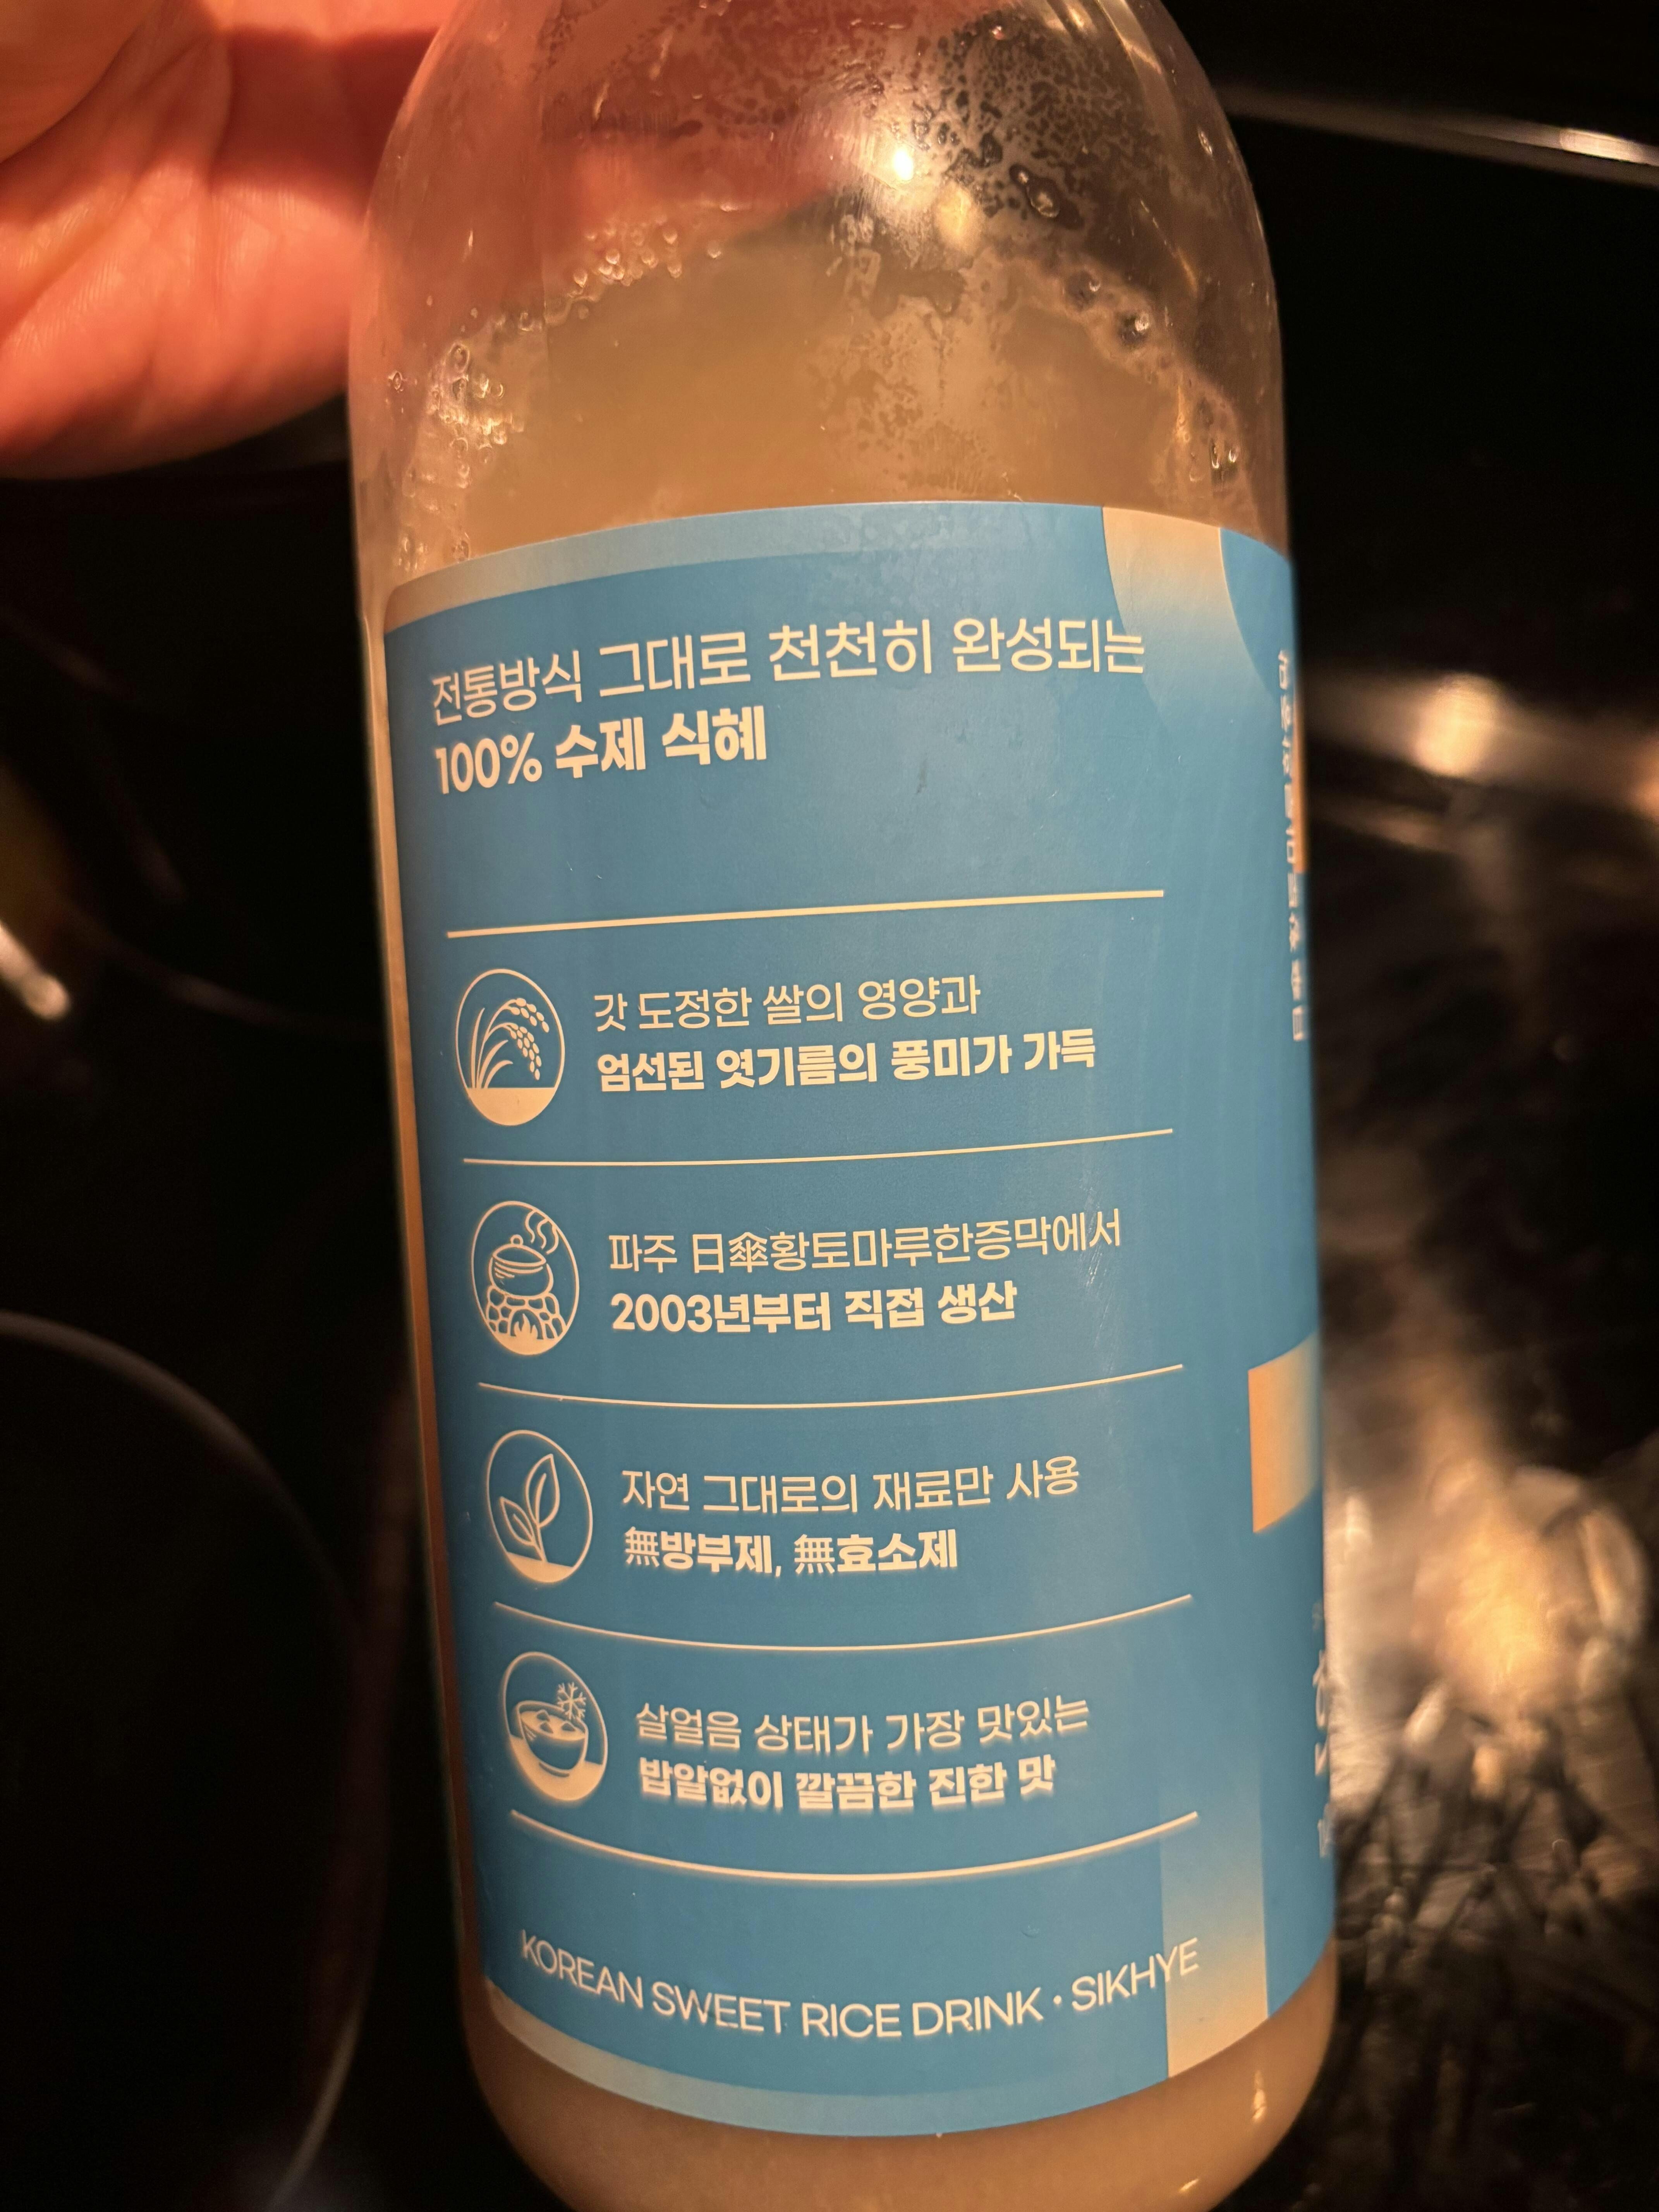 전통방식 그대로 천천히 완성되는
100% 수제 식혜
갓 도정한 쌀의 영양과
엄선된 엿기름의 풍미가 가득
파주 日傘황토마루한증막에서
2003년부터 직접 생산
자연 그대로의 재료만 사용
無방부제, 無효소제
살얼음 상태가 가장 맛있는
밥알없이 깔끔한 진한 맛
KOREAN SWEET RICE DRINK • SIKHYE